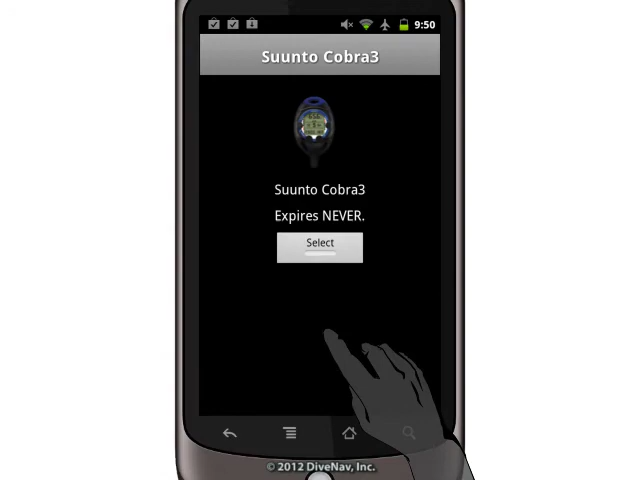 9:50
Suunto Cobra3
Suunto Cobra3
Expires NEVER.
Select
© 2012 DiveNav, Inc.